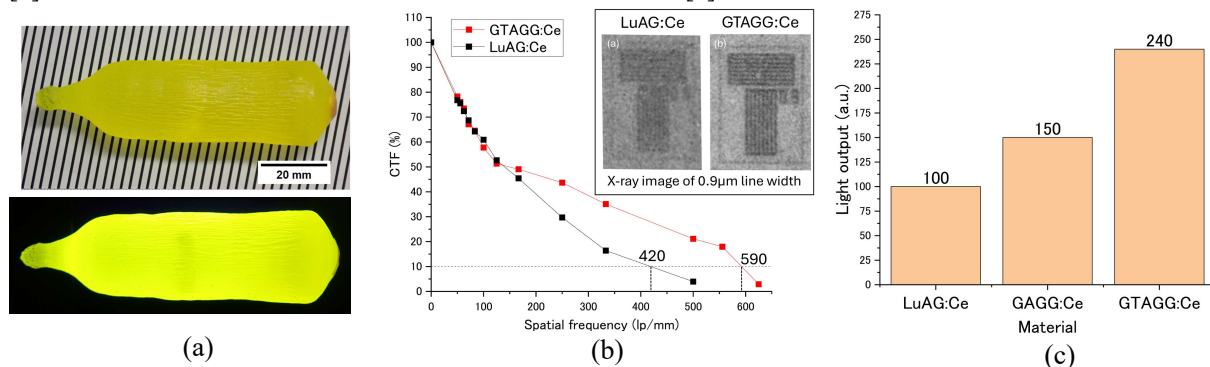 20 mm
(a)
GTAGG:Ce
LuAG:Ce
LuAG:Ce
GTAGG:Ce
(a)
(b)
X-ray image of 0.9μm line width
CTF (%)
110
100
90
80
70
60
50
40
30
20
10
0
420
590
0
100
200
300
400
500
600
Spatial frequency (lp/mm)
(b)
Light output (a.u.)
275
250
225
200
175
150
125
100
75
50
25
0
100
150
240
LuAG:Ce
GAGG:Ce
GTAGG:Ce
Material
(c)